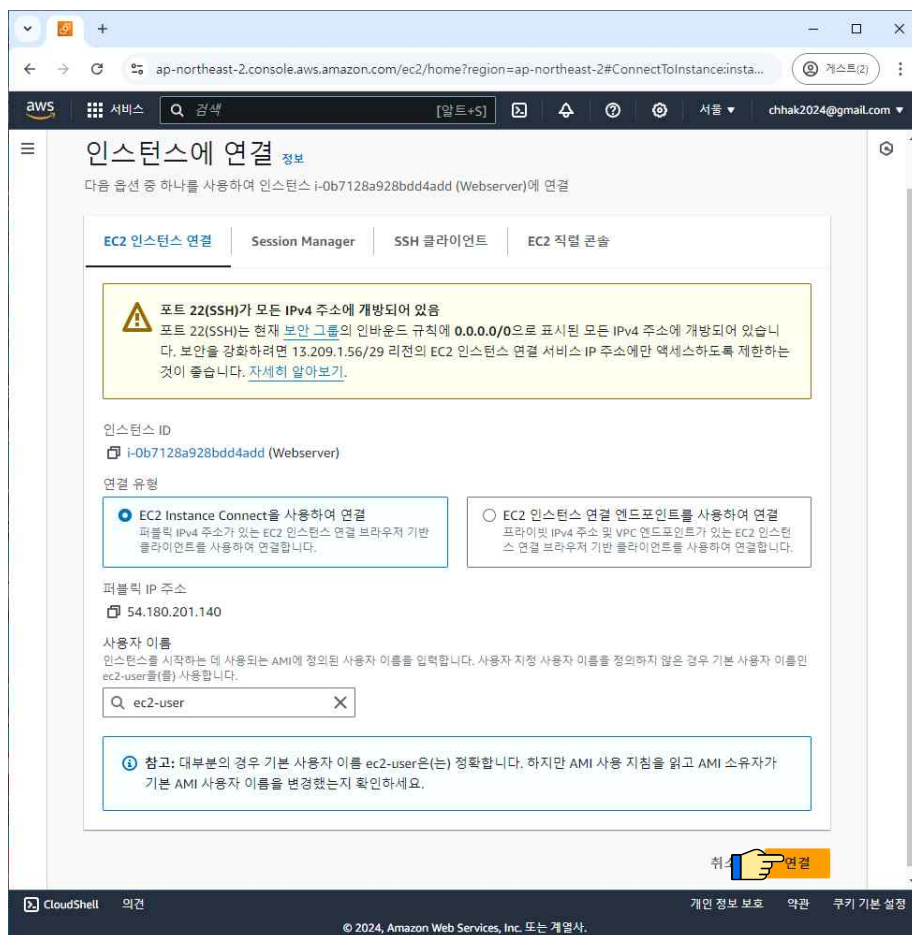 ap-northeast-2.console.aws.amazon.com/ec2/home?region=ap-northeast-2#ConnectToInstance:insta...
게스트(2)
aws
서비스
검색
[알트+S]
서울
chhak2024@gmail.com
인스턴스에 연결 정보
다음 옵션 중 하나를 사용하여 인스턴스 i-0b7128a928bdd4add (Webserver)에 연결
EC2 인스턴스 연결
Session Manager
SSH 클라이언트
EC2 직렬 콘솔
포트 22(SSH)가 모든 IPv4 주소에 개방되어 있음
포트 22(SSH)는 현재 보안 그룹의 인바운드 규칙에 0.0.0.0/0으로 표시된 모든 IPv4 주소에 개방되어 있습니
다. 보안을 강화하려면 13.209.1.56/29 리전의 EC2 인스턴스 연결 서비스 IP 주소에만 액세스하도록 제한하는
것이 좋습니다. 자세히 알아보기.
인스턴스 ID
i-0b7128a928bdd4add (Webserver)
연결 유형
EC2 Instance Connect을 사용하여 연결
퍼블릭 IPv4 주소가 있는 EC2 인스턴스 연결 브라우저 기반
클라이언트를 사용하여 연결합니다.
EC2 인스턴스 연결 엔드포인트를 사용하여 연결
프라이빗 IPv4 주소 및 VPC 엔드포인트가 있는 EC2 인스턴
스 연결 브라우저 기반 클라이언트를 사용하여 연결합니다.
퍼블릭 IP 주소
54.180.201.140
사용자 이름
인스턴스를 시작하는 데 사용되는 AMI에 정의된 사용자 이름을 입력합니다. 사용자 지정 사용자 이름을 정의하지 않은 경우 기본 사용자 이름인
ec2-user을(를) 사용합니다.
ec2-user
참고: 대부분의 경우 기본 사용자 이름 ec2-user은(는) 정확합니다. 하지만 AMI 사용 지침을 읽고 AMI 소유자가
기본 AMI 사용자 이름을 변경했는지 확인하세요.
연결
CloudShell
의견
개인 정보 보호
약관
쿠키 기본 설정
© 2024, Amazon Web Services, Inc. 또는 계열사.